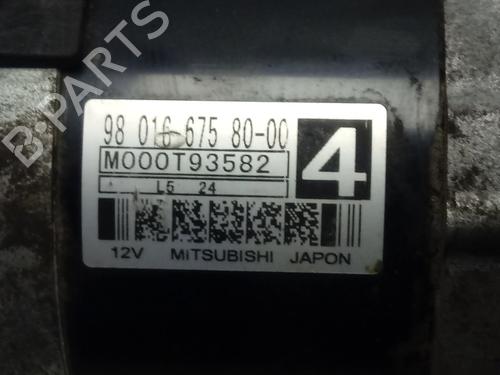 98 016 675 80-00
M000T93582
4
L5 24
12V MiTSUBISHI JAPON
B-Parts